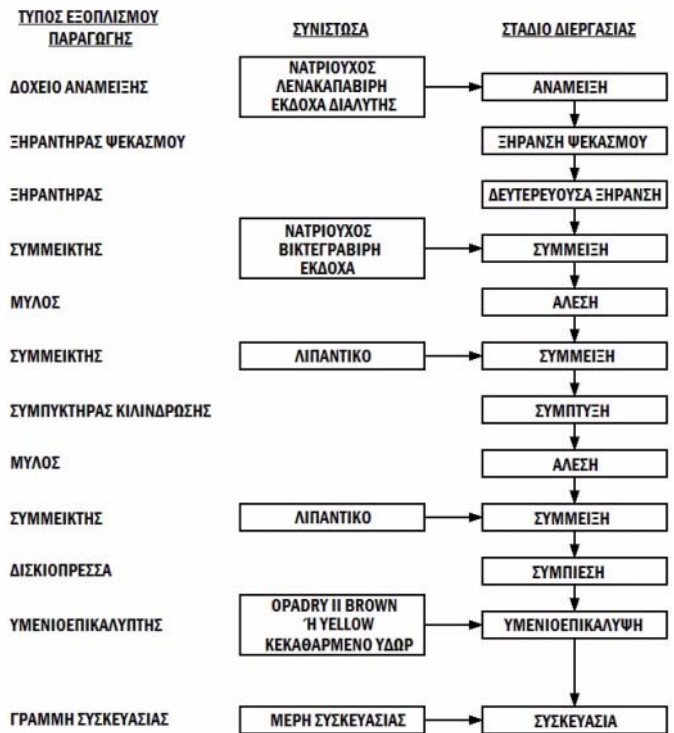 ΤΥΠΟΣ ΕΞΟΠΛΙΣΜΟΥ
ΠΑΡΑΓΩΓΗΣ
ΣΥΝΙΣΤΩΣΑ
ΣΤΑΔΙΟ ΔΙΕΡΓΑΣΙΑΣ
ΔΟΧΕΙΟ ΑΝΑΜΕΙΞΗΣ
ΝΑΤΡΙΟΥΧΟΣ
ΛΕΝΑΚΑΠΑΒΙΡΗ
ΕΚΔΟΧΑ ΔΙΑΛΥΤΗΣ
ΑΝΑΜΕΙΞΗ
ΞΗΡΑΝΤΗΡΑΣ ΨΕΚΑΣΜΟΥ
ΞΗΡΑΝΣΗ ΨΕΚΑΣΜΟΥ
ΞΗΡΑΝΤΗΡΑΣ
ΔΕΥΤΕΡΕΥΟΥΣΑ ΞΗΡΑΝΣΗ
ΣΥΜΜΕΙΚΤΗΣ
ΝΑΤΡΙΟΥΧΟΣ
ΒΙΚΤΕΓΡΑΒΙΡΗ
ΕΚΔΟΧΑ
ΣΥΜΜΕΙΞΗ
ΜΥΛΟΣ
ΑΛΕΣΗ
ΣΥΜΜΕΙΚΤΗΣ
ΛΙΠΑΝΤΙΚΟ
ΣΥΜΜΕΙΞΗ
ΣΥΜΠΥΚΤΗΡΑΣ ΚΙΛΙΝΔΡΩΣΗΣ
ΣΥΜΠΤΥΞΗ
ΜΥΛΟΣ
ΑΛΕΣΗ
ΣΥΜΜΕΙΚΤΗΣ
ΛΙΠΑΝΤΙΚΟ
ΣΥΜΜΕΙΞΗ
ΔΙΣΚΙΟΠΡΕΣΣΑ
ΣΥΜΠΙΕΣΗ
ΥΜΕΝΙΟΕΠΙΚΑΛΥΠΤΗΣ
OPADRY II BROWN
Ή YELLOW
ΚΕΚΑΘΑΡΜΕΝΟ ΥΔΩΡ
ΥΜΕΝΙΟΕΠΙΚΑΛΥΨΗ
ΓΡΑΜΜΗ ΣΥΣΚΕΥΑΣΙΑΣ
ΜΕΡΗ ΣΥΣΚΕΥΑΣΙΑΣ
ΣΥΣΚΕΥΑΣΙΑ